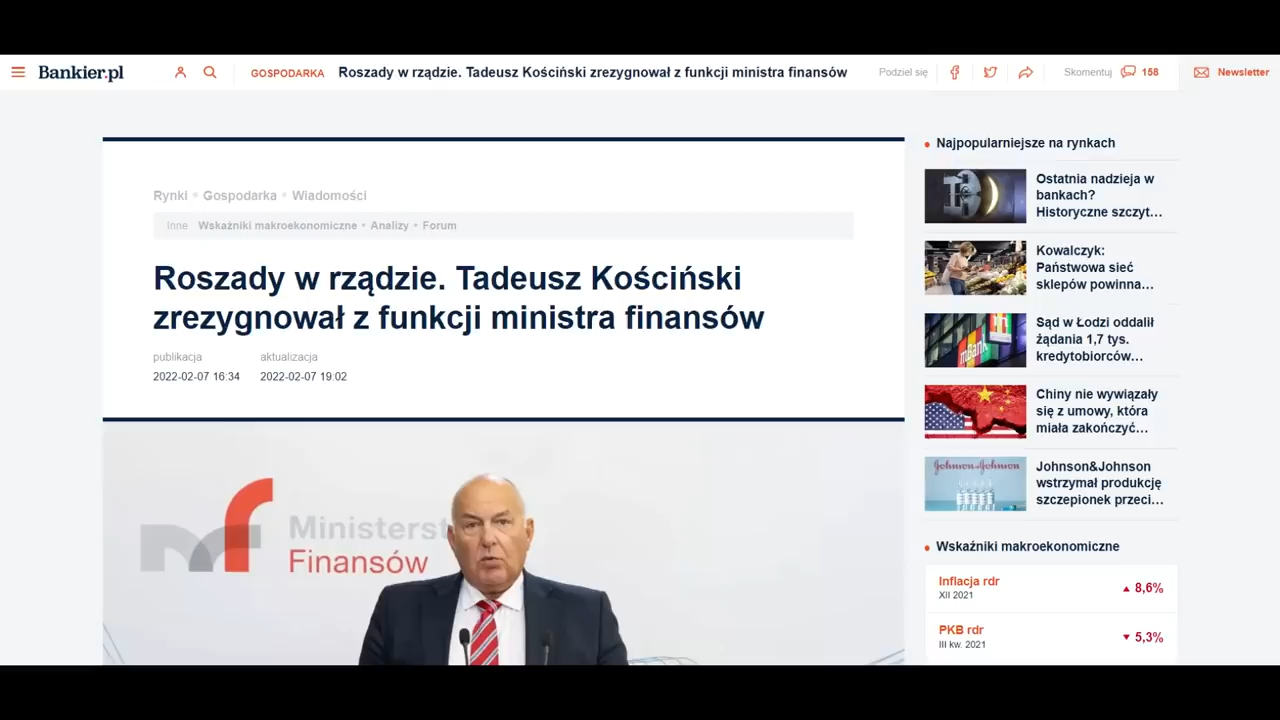 Bankier.pl
GOSPODARKA
Roszady w rządzie. Tadeusz Kościński zrezygnował z funkcji ministra finansów
Podziel się
Skomentuj
158
Newsletter
Rynki • Gospodarka • Wiadomości
Inne Wskaźniki makroekonomiczne • Analizy • Forum
Roszady w rządzie. Tadeusz Kościński
zrezygnował z funkcji ministra finansów
publikacja
2022-02-07 16:34
aktualizacja
2022-02-07 19:02
Ministerst
Finansów
Najpopularniejsze na rynkach
Ostatnia nadzieja w
bankach?
Historyczne szczyt...
Kowalczyk:
Państwowa sieć
sklepów powinna...
mBank
Sąd w Łodzi oddalił
żądania 1,7 tys.
kredytobiorców...
Chiny nie wywiązały
się z umowy, która
miała zakończyć...
Johnson & Johnson
Johnson&Johnson
wstrzymał produkcję
szczepionek przeci...
Wskaźniki makroekonomiczne
Inflacja rdr
XII 2021
8,6%
PKB rdr
III kw. 2021
5,3%